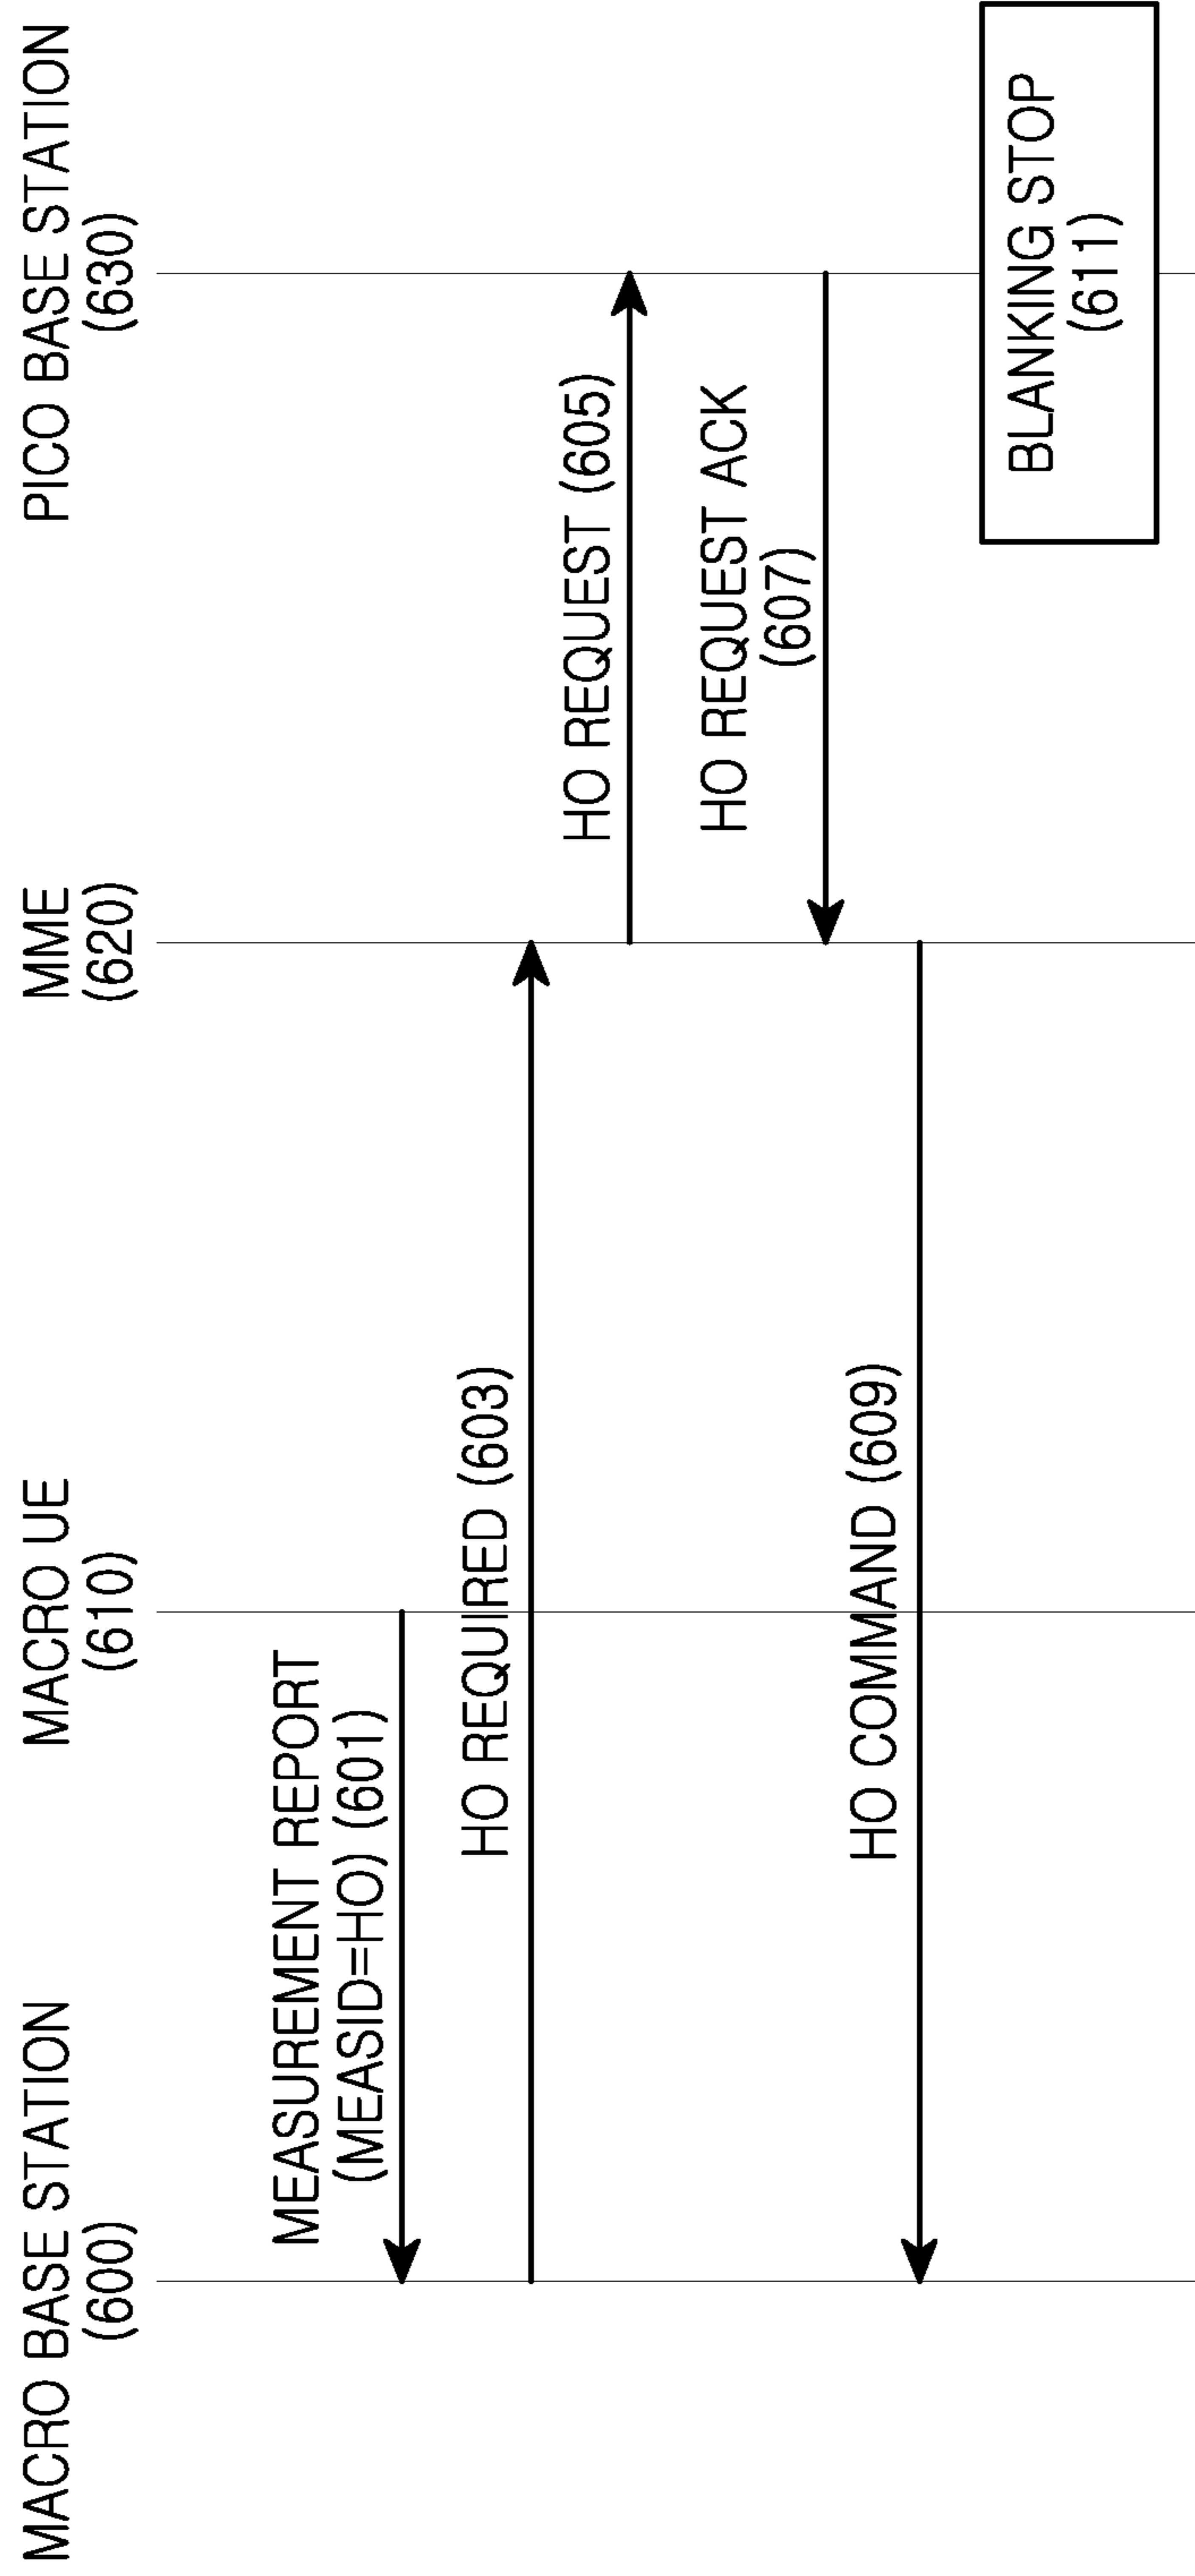 MACRO BASE STATION
(600)
MACRO UE
(610)
MME
(620)
PICO BASE STATION
(630)
MEASUREMENT REPORT
(MEASID=HO) (601)
HO REQUIRED (603)
HO REQUEST (605)
HO REQUEST ACK
(607)
HO COMMAND (609)
BLANKING STOP
(611)